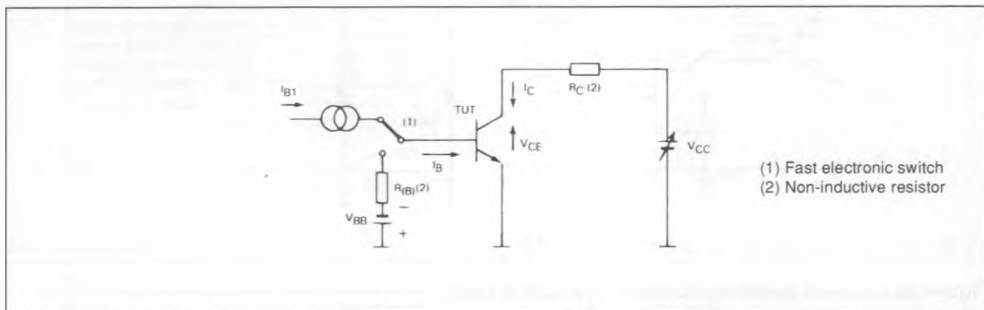 I_B1
(1)
TUT
I_C
R_C (2)
V_CE
V_CC
I_B
R_(B) (2)
−
V_BB
+
(1) Fast electronic switch
(2) Non-inductive resistor